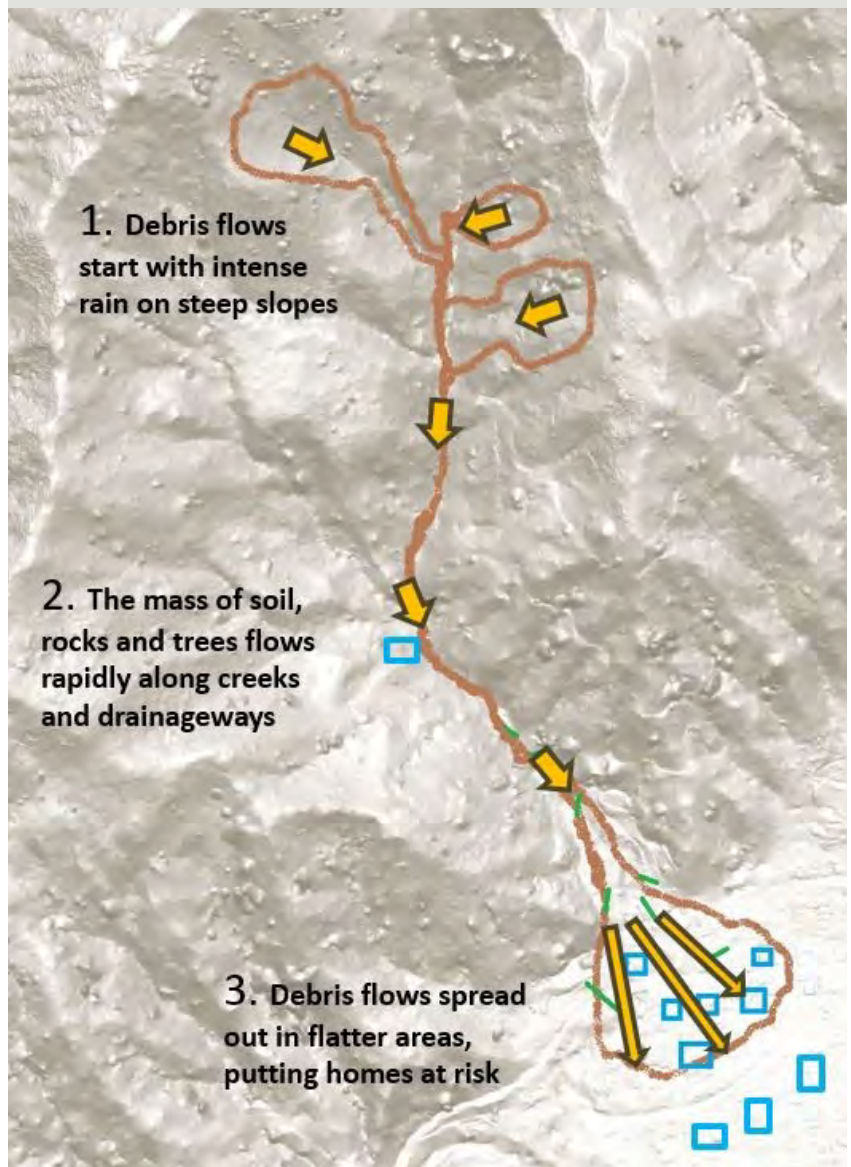 1. Debris flows
start with intense
rain on steep slopes
2. The mass of soil,
rocks and trees flows
rapidly along creeks
and drainageways
3. Debris flows spread
out in flatter areas,
putting homes at risk